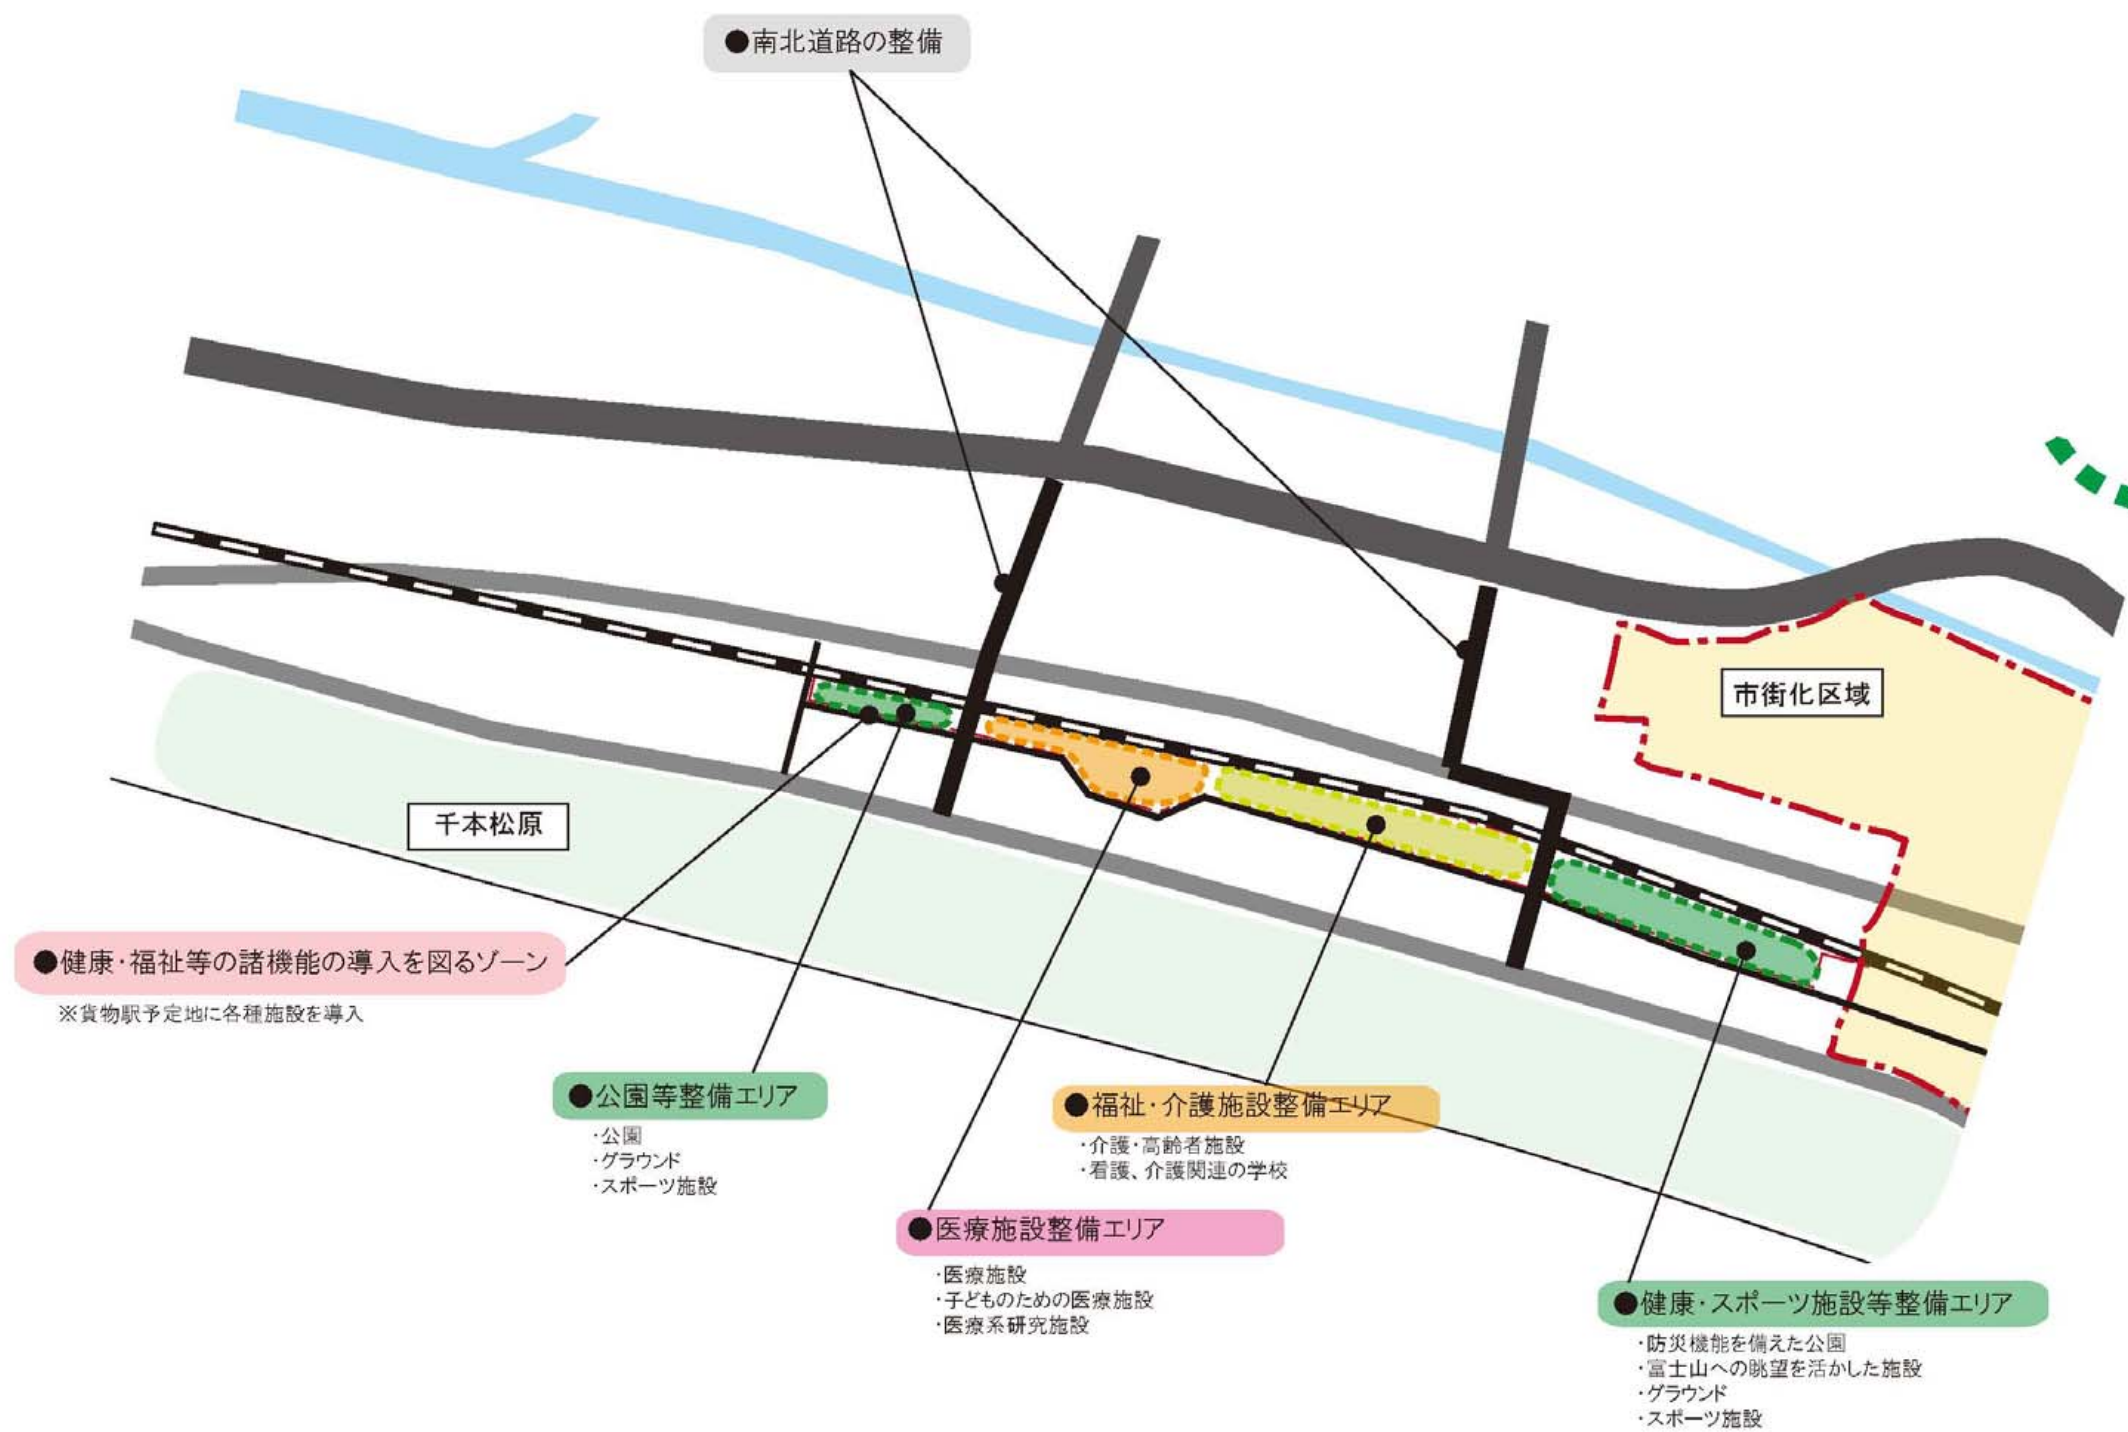 ●南北道路の整備
市街化区域
千本松原
●健康・福祉等の諸機能の導入を図るゾーン
※貨物駅予定地に各種施設を導入
●公園等整備エリア
・公園
・グラウンド
・スポーツ施設
●福祉・介護施設整備エリア
・介護・高齢者施設
・看護、介護関連の学校
●医療施設整備エリア
・医療施設
・子どものための医療施設
・医療系研究施設
●健康・スポーツ施設等整備エリア
・防災機能を備えた公園
・富士山への眺望を活かした施設
・グラウンド
・スポーツ施設